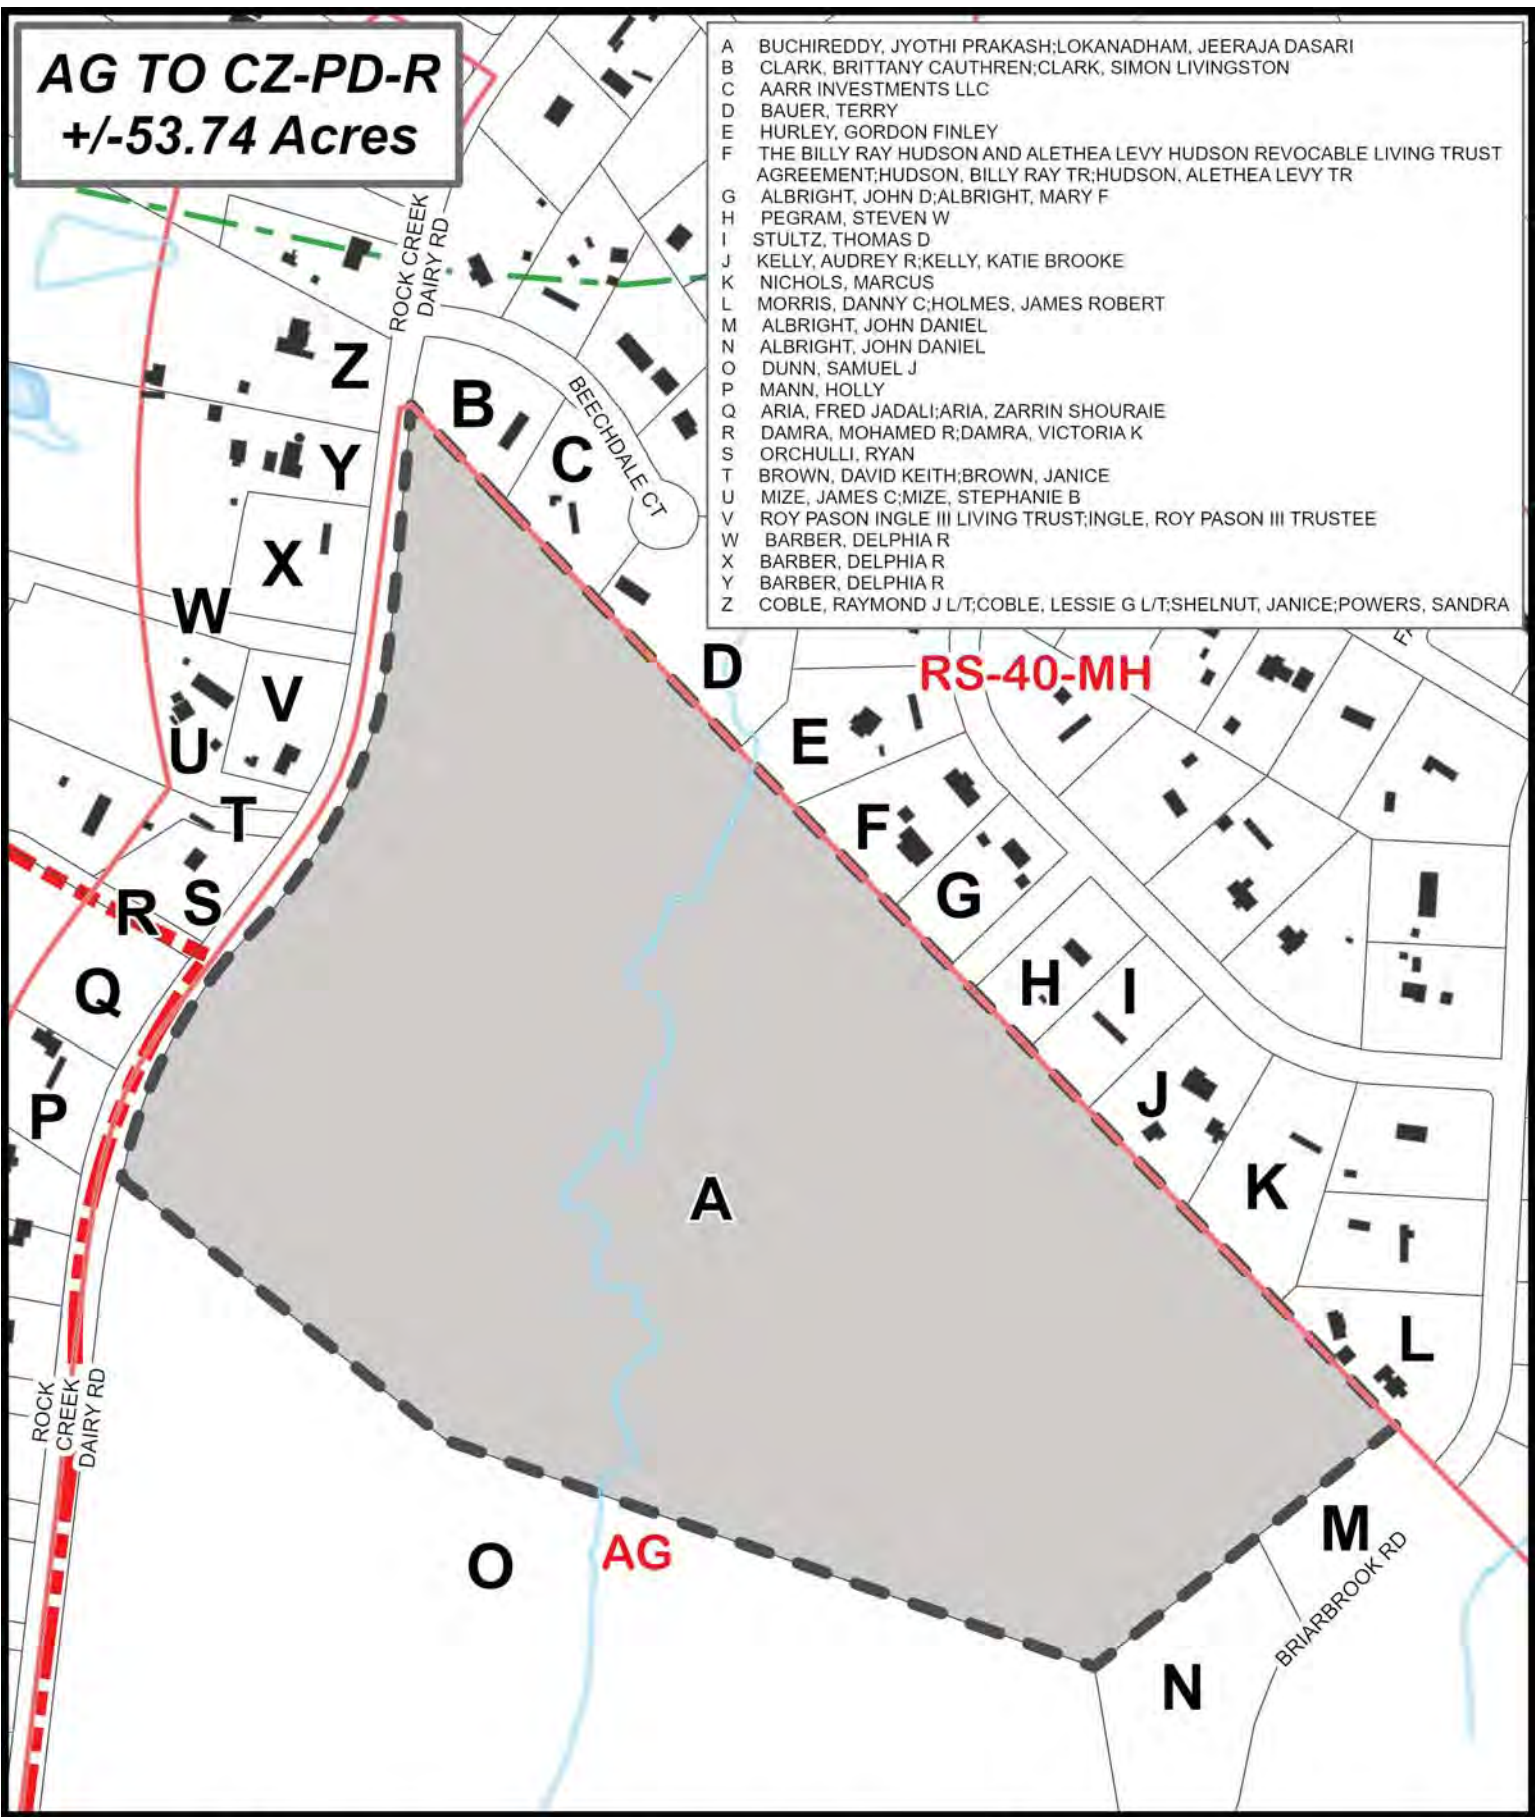 AG TO CZ-PD-R
+/-53.74 Acres
A BUCHIREDDY, JYOTHI PRAKASH;LOKANADHAM, JEERAJA DASARI
B CLARK, BRITTANY CAUTHREN;CLARK, SIMON LIVINGSTON
C AARR INVESTMENTS LLC
D BAUER, TERRY
E HURLEY, GORDON FINLEY
F THE BILLY RAY HUDSON AND ALETHEA LEVY HUDSON REVOCABLE LIVING TRUST
AGREEMENT;HUDSON, BILLY RAY TR;HUDSON, ALETHEA LEVY TR
G ALBRIGHT, JOHN D;ALBRIGHT, MARY F
H PEGRAM, STEVEN W
I STULTZ, THOMAS D
J KELLY, AUDREY R;KELLY, KATIE BROOKE
K NICHOLS, MARCUS
L MORRIS, DANNY C;HOLMES, JAMES ROBERT
M ALBRIGHT, JOHN DANIEL
N ALBRIGHT, JOHN DANIEL
O DUNN, SAMUEL J
P MANN, HOLLY
Q ARIA, FRED JADALI;ARIA, ZARRIN SHOURAIE
R DAMRA, MOHAMED R;DAMRA, VICTORIA K
S ORCHULLI, RYAN
T BROWN, DAVID KEITH;BROWN, JANICE
U MIZE, JAMES C;MIZE, STEPHANIE B
V ROY PASON INGLE III LIVING TRUST;INGLE, ROY PASON III TRUSTEE
W BARBER, DELPHIA R
X BARBER, DELPHIA R
Y BARBER, DELPHIA R
Z COBLE, RAYMOND J L/T;COBLE, LESSIE G L/T;SHELNUT, JANICE;POWERS, SANDRA
ROCK CREEK
DAIRY RD
Z
B
BEECHDALE CT
C
Y
X
W
D
RS-40-MH
V
E
U
T
F
G
S
R
H
I
Q
J
P
K
A
L
ROCK
CREEK
DAIRY RD
M
AG
O
BRIARBROOK RD
N